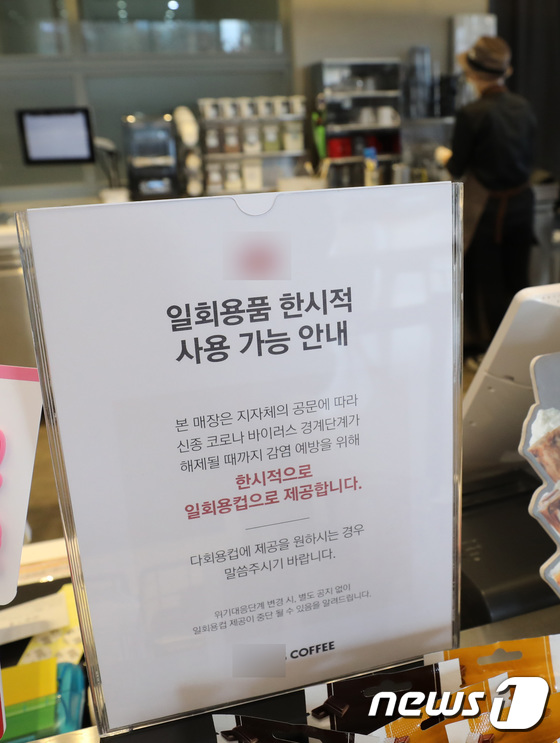 일회용품 한시적
사용 가능 안내
본 매장은 지자체의 공문에 따라
신종 코로나 바이러스 경계단계가
해제될 때까지 감염 예방을 위해
한시적으로
일회용컵으로 제공합니다.
다회용컵에 제공을 원하시는 경우
말씀주시기 바랍니다.
위기대응단계 변경 시, 별도 공지 없이
일회용컵 제공이 중단 될 수 있음을 알려드립니다.
COFFEE
news1